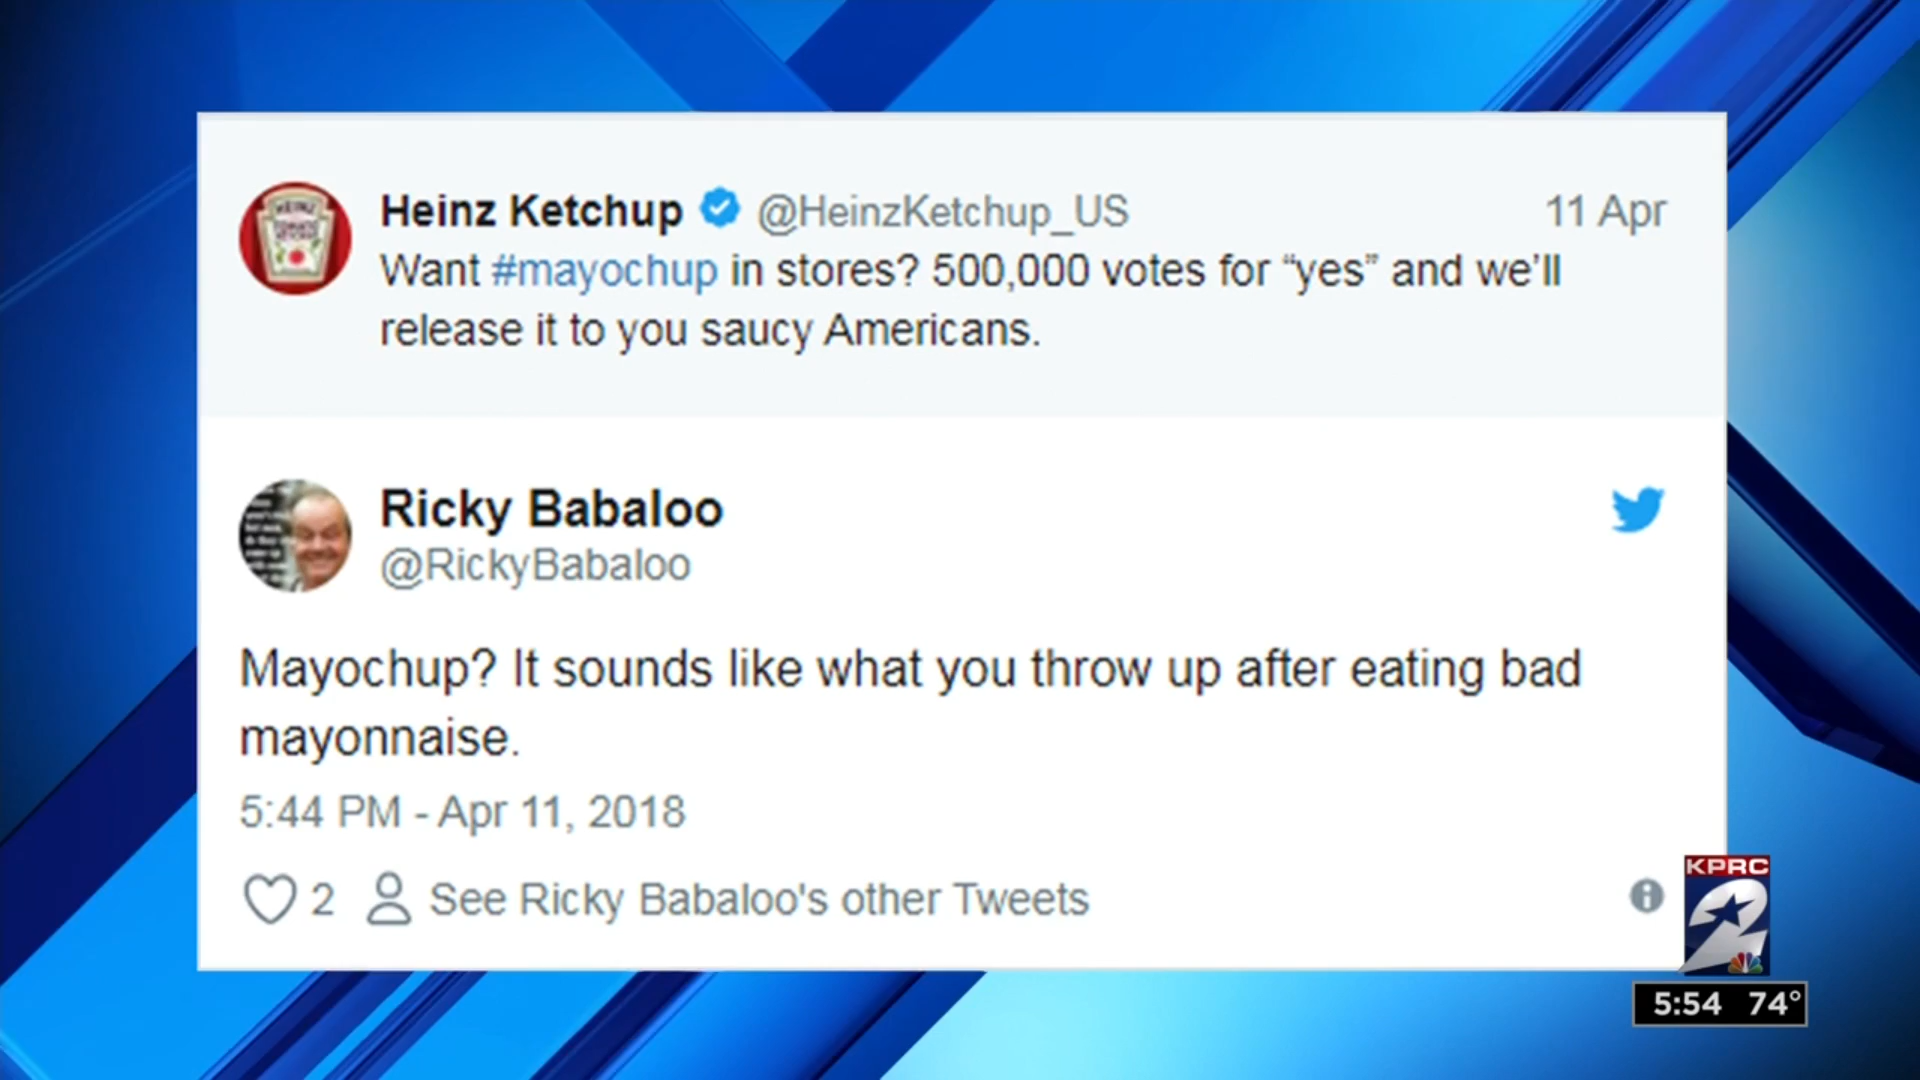 Heinz Ketchup @HeinzKetchup_US 11 Apr
Want #mayochup in stores? 500,000 votes for “yes” and we’ll
release it to you saucy Americans.
Ricky Babaloo
@RickyBabaloo
Mayochup? It sounds like what you throw up after eating bad
mayonnaise.
5:44 PM - Apr 11, 2018
2 See Ricky Babaloo's other Tweets
KPRC
2
5:54 74°